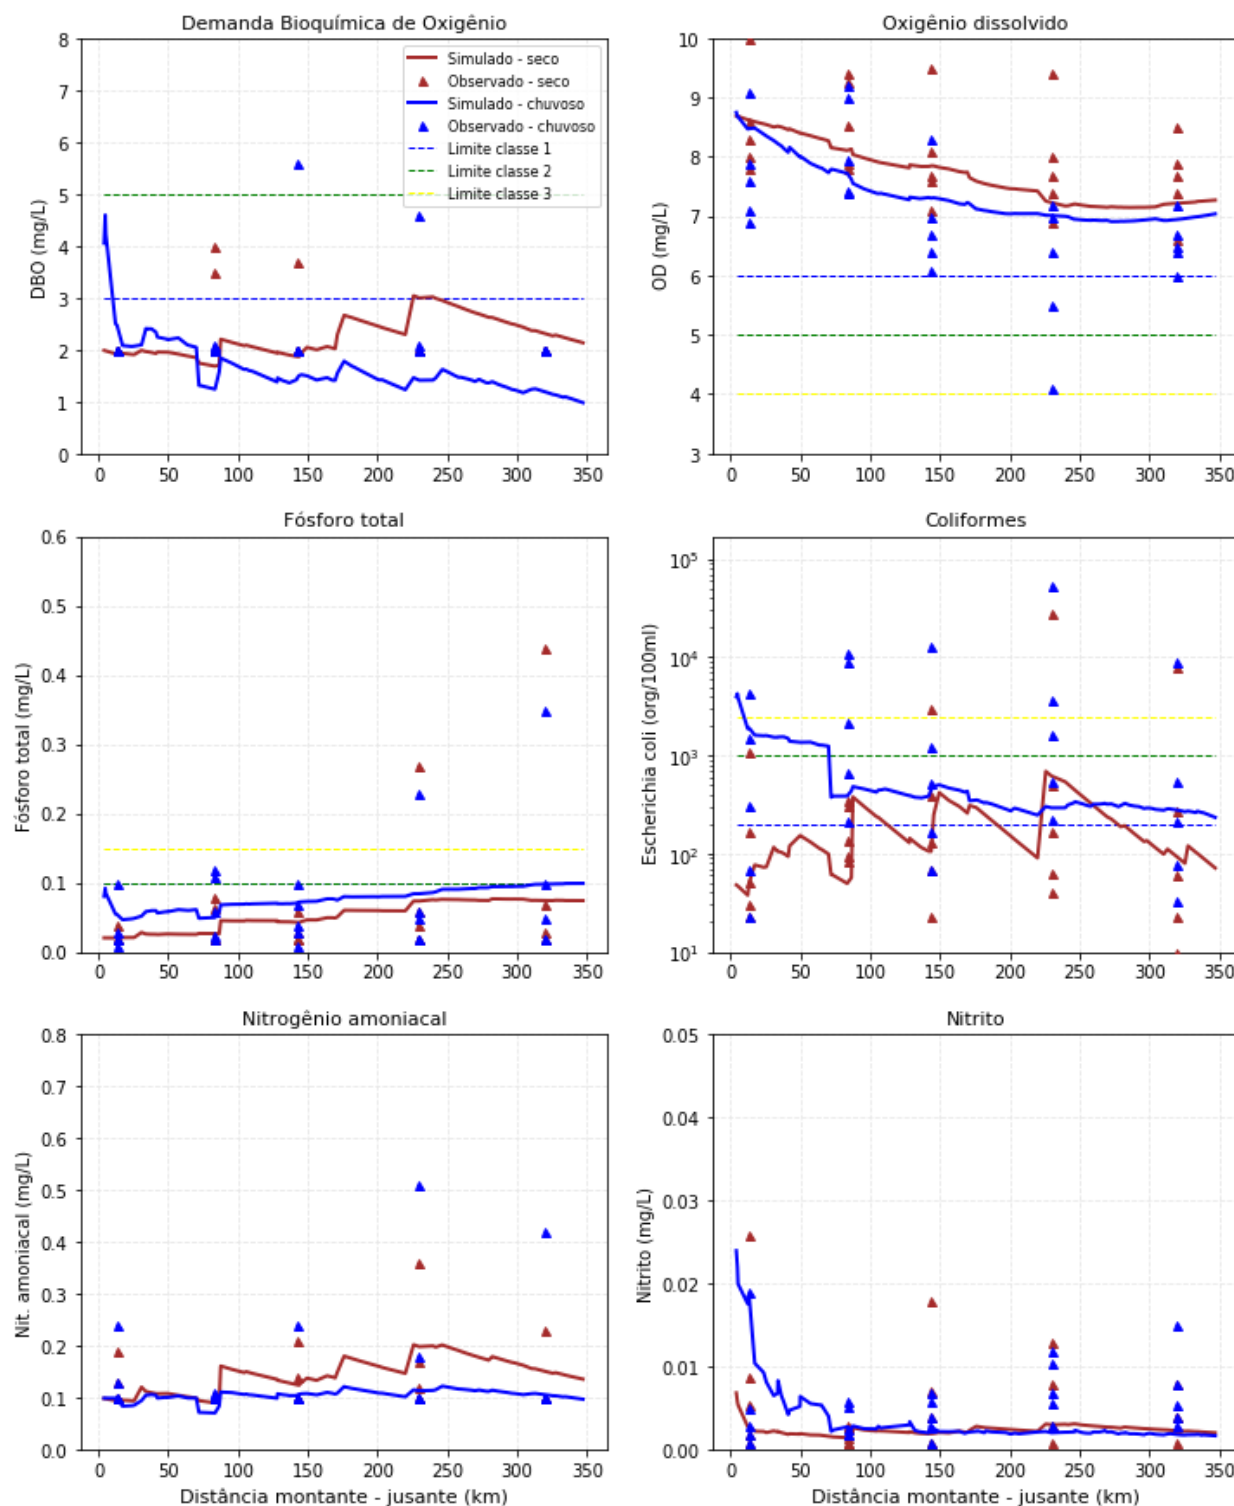 Demanda Bioquímica de Oxigênio
8
7
6
5
4
3
2
1
0
DBO (mg/L)
Simulado - seco
Observado - seco
Simulado - chuvoso
Observado - chuvoso
Limite classe 1
Limite classe 2
Limite classe 3
0 50 100 150 200 250 300 350
Oxigênio dissolvido
10
9
8
7
6
5
4
3
OD (mg/L)
0 50 100 150 200 250 300 350
Fósforo total
0.6
0.5
0.4
0.3
0.2
0.1
0.0
Fósforo total (mg/L)
0 50 100 150 200 250 300 350
Coliformes
10⁵
10⁴
10³
10²
10¹
Escherichia coli (org/100ml)
0 50 100 150 200 250 300 350
Nitrogênio amoniacal
0.8
0.7
0.6
0.5
0.4
0.3
0.2
0.1
0.0
Nit. amoniacal (mg/L)
0 50 100 150 200 250 300 350
Distância montante - jusante (km)
Nitrito
0.05
0.04
0.03
0.02
0.01
0.00
Nitrito (mg/L)
0 50 100 150 200 250 300 350
Distância montante - jusante (km)